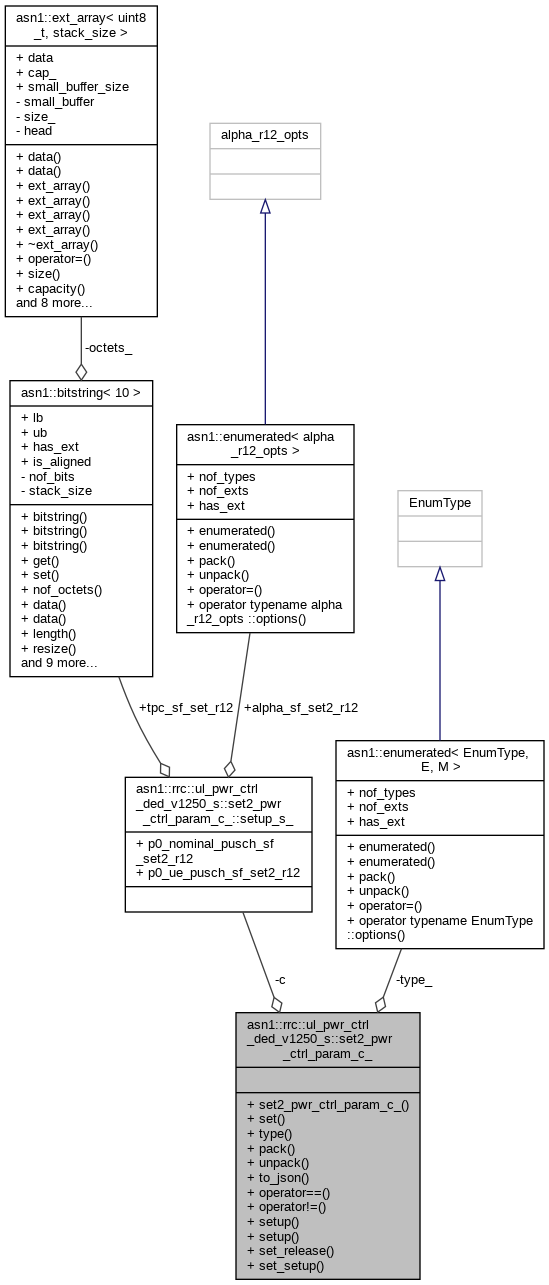 asn1::ext_array< uint8
_t, stack_size >
+ data
+ cap_
+ small_buffer_size
- small_buffer
- size_
- head
+ data()
+ data()
+ ext_array()
+ ext_array()
+ ext_array()
+ ext_array()
+ ~ext_array()
+ operator=()
+ size()
+ capacity()
and 8 more...
alpha_r12_opts
-octets_
asn1::bitstring< 10 >
+ lb
+ ub
+ has_ext
+ is_aligned
- nof_bits
- stack_size
+ bitstring()
+ bitstring()
+ bitstring()
+ get()
+ set()
+ nof_octets()
+ data()
+ data()
+ length()
+ resize()
and 9 more...
asn1::enumerated< alpha
_r12_opts >
+ nof_types
+ nof_exts
+ has_ext
+ enumerated()
+ enumerated()
+ pack()
+ unpack()
+ operator=()
+ operator typename alpha
_r12_opts ::options()
EnumType
+tpc_sf_set_r12
+alpha_sf_set2_r12
asn1::rrc::ul_pwr_ctrl
_ded_v1250_s::set2_pwr
_ctrl_param_c_::setup_s_
+ p0_nominal_pusch_sf
_set2_r12
+ p0_ue_pusch_sf_set2_r12
asn1::enumerated< EnumType,
E, M >
+ nof_types
+ nof_exts
+ has_ext
+ enumerated()
+ enumerated()
+ pack()
+ unpack()
+ operator=()
+ operator typename EnumType
::options()
-c
-type_
asn1::rrc::ul_pwr_ctrl
_ded_v1250_s::set2_pwr
_ctrl_param_c_
+ set2_pwr_ctrl_param_c_()
+ set()
+ type()
+ pack()
+ unpack()
+ to_json()
+ operator==()
+ operator!=()
+ setup()
+ setup()
+ set_release()
+ set_setup()